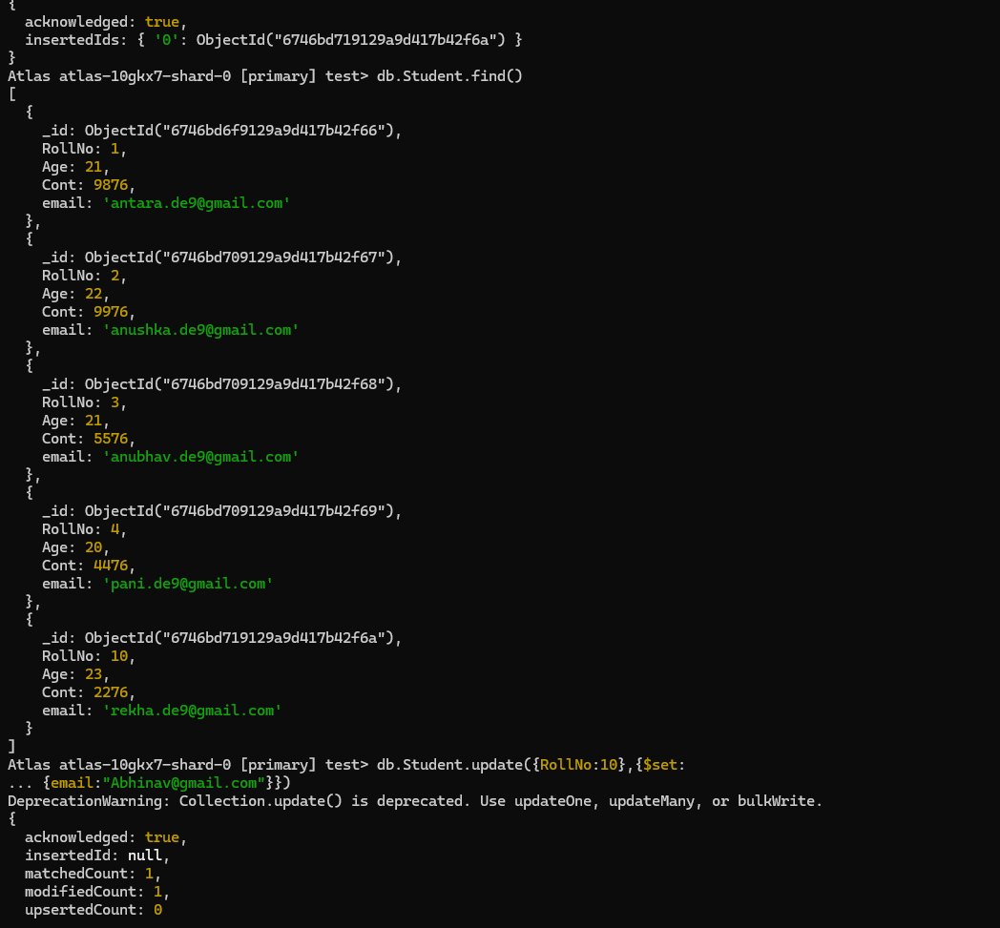 {
  acknowledged: true,
  insertedIds: { '0': ObjectId("6746bd719129a9d417b42f6a") }
}
Atlas atlas-10gkx7-shard-0 [primary] test> db.Student.find()
[
  {
    _id: ObjectId("6746bd6f9129a9d417b42f66"),
    RollNo: 1,
    Age: 21,
    Cont: 9876,
    email: 'antara.de9@gmail.com'
  },
  {
    _id: ObjectId("6746bd709129a9d417b42f67"),
    RollNo: 2,
    Age: 22,
    Cont: 9976,
    email: 'anushka.de9@gmail.com'
  },
  {
    _id: ObjectId("6746bd709129a9d417b42f68"),
    RollNo: 3,
    Age: 21,
    Cont: 5576,
    email: 'anubhav.de9@gmail.com'
  },
  {
    _id: ObjectId("6746bd709129a9d417b42f69"),
    RollNo: 4,
    Age: 20,
    Cont: 4476,
    email: 'pani.de9@gmail.com'
  },
  {
    _id: ObjectId("6746bd719129a9d417b42f6a"),
    RollNo: 10,
    Age: 23,
    Cont: 2276,
    email: 'rekha.de9@gmail.com'
  }
]
Atlas atlas-10gkx7-shard-0 [primary] test> db.Student.update({RollNo:10},{$set:
... {email:"Abhinav@gmail.com"}})
DeprecationWarning: Collection.update() is deprecated. Use updateOne, updateMany, or bulkWrite.
{
  acknowledged: true,
  insertedId: null,
  matchedCount: 1,
  modifiedCount: 1,
  upsertedCount: 0